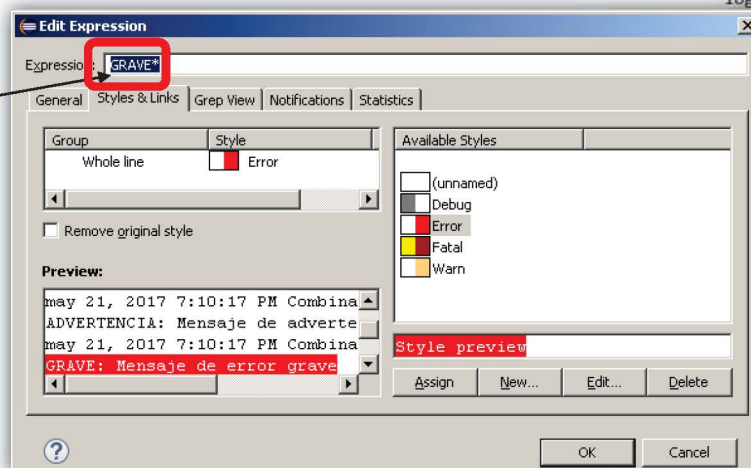 Edit Expression
Expression: GRAVE*
General Styles & Links Grep View Notifications Statistics
Group Style
Whole line Error
Remove original style
Preview:
may 21, 2017 7:10:17 PM Combina
ADVERTENCIA: Mensaje de adverte
may 21, 2017 7:10:17 PM Combina
GRAVE: Mensaje de error grave
Available Styles
(unnamed)
Debug
Error
Fatal
Warn
Style preview
Assign New... Edit... Delete
OK Cancel